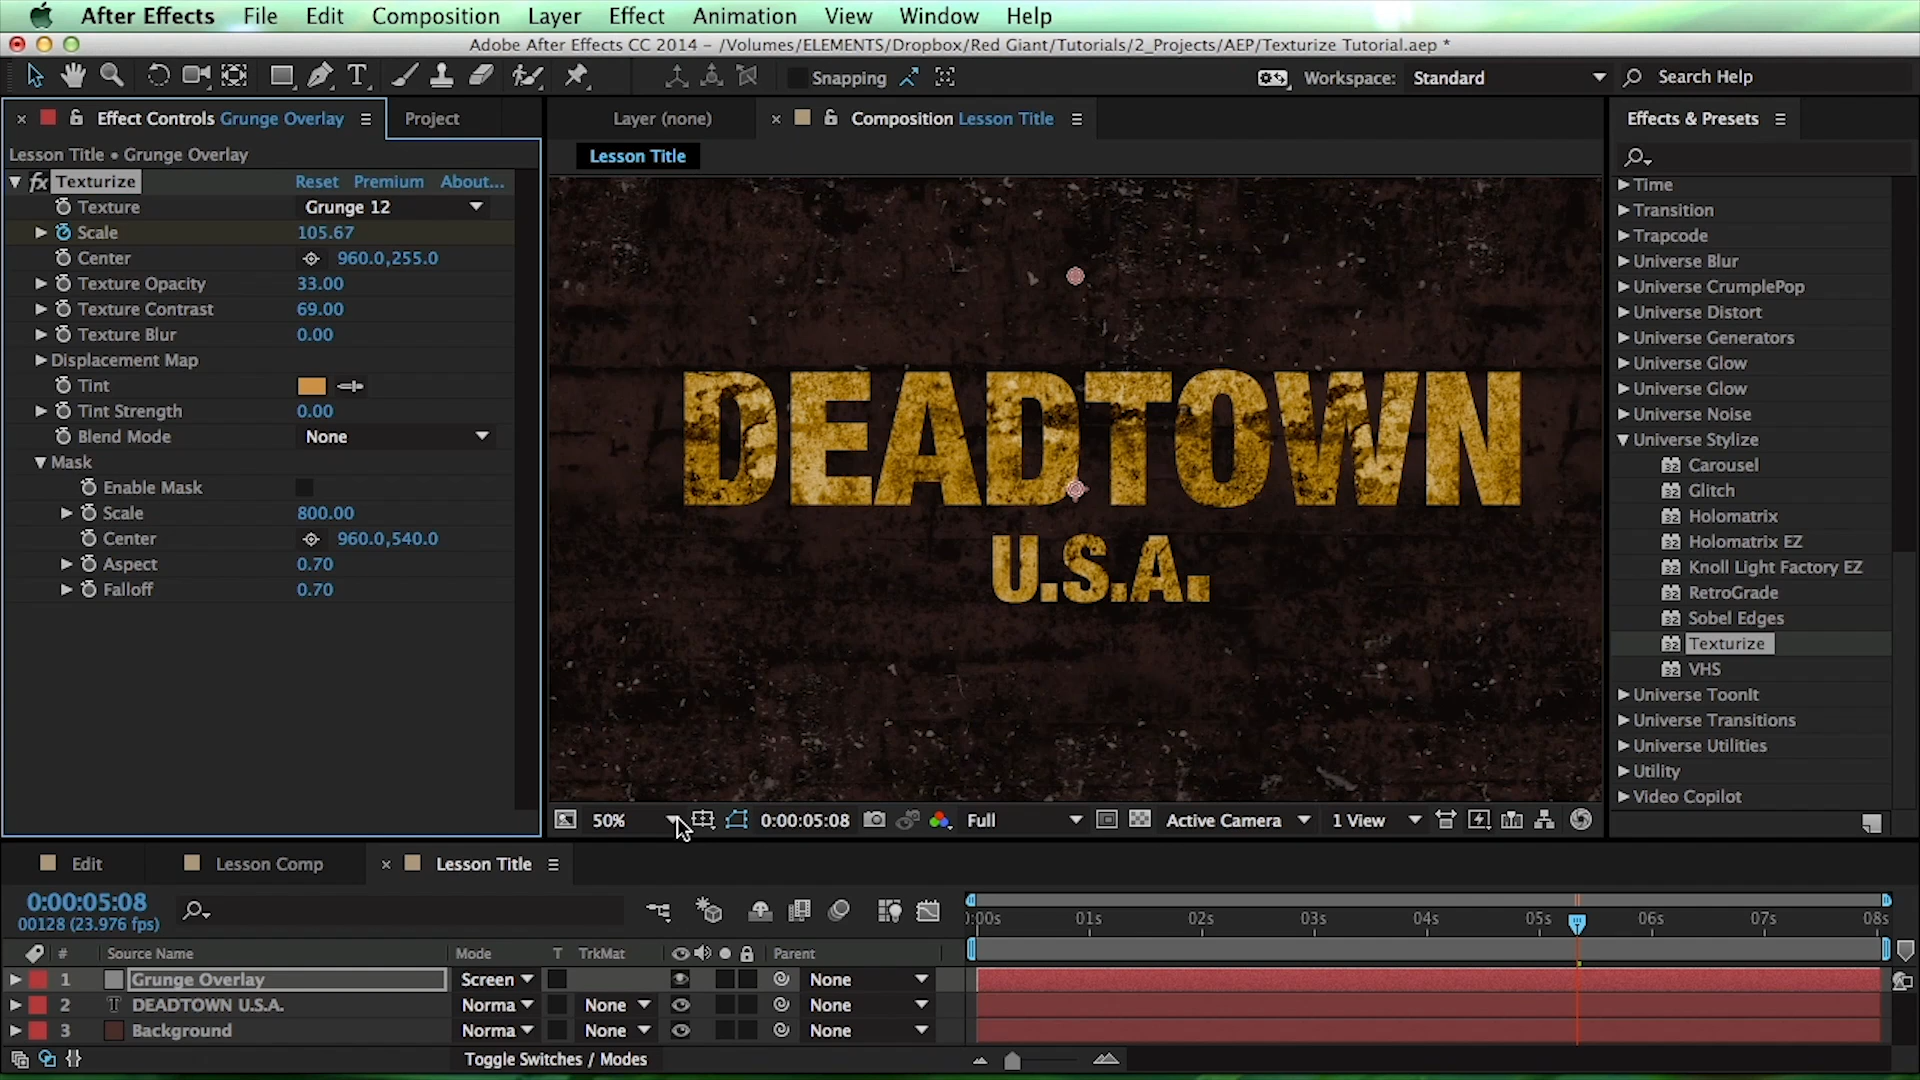 After Effects File Edit Composition Layer Effect Animation View Window Help
Adobe After Effects CC 2014 – /Volumes/ELEMENTS/Dropbox/Red Giant/Tutorials/2_Projects/AEP/Texturize Tutorial.aep *
Snapping Workspace: Standard Search Help
Effect Controls Grunge Overlay Project
Lesson Title • Grunge Overlay
fx Texturize Reset Premium About...
Texture Grunge 12
Scale 105.67
Center 960.0,255.0
Texture Opacity 33.00
Texture Contrast 69.00
Texture Blur 0.00
Displacement Map
Tint
Tint Strength 0.00
Blend Mode None
Mask
Enable Mask
Scale 800.00
Center 960.0,540.0
Aspect 0.70
Falloff 0.70
Layer (none) Composition Lesson Title
Lesson Title
DEADTOWN
U.S.A.
50% 0:00:05:08 Full Active Camera 1 View
Effects & Presets
Time
Transition
Trapcode
Universe Blur
Universe CrumplePop
Universe Distort
Universe Generators
Universe Glow
Universe Glow
Universe Noise
Universe Stylize
32 Carousel
32 Glitch
32 Holomatrix
32 Holomatrix EZ
32 Knoll Light Factory EZ
32 RetroGrade
32 Sobel Edges
32 Texturize
32 VHS
Universe ToonIt
Universe Transitions
Universe Utilities
Utility
Video Copilot
Edit Lesson Comp Lesson Title
0:00:05:08
00128 (23.976 fps)
):00s 01s 02s 03s 04s 05s 06s 07s 08s
# Source Name Mode T TrkMat Parent
1 Grunge Overlay Screen None
2 T DEADTOWN U.S.A. Norma None None
3 Background Norma None None
Toggle Switches / Modes